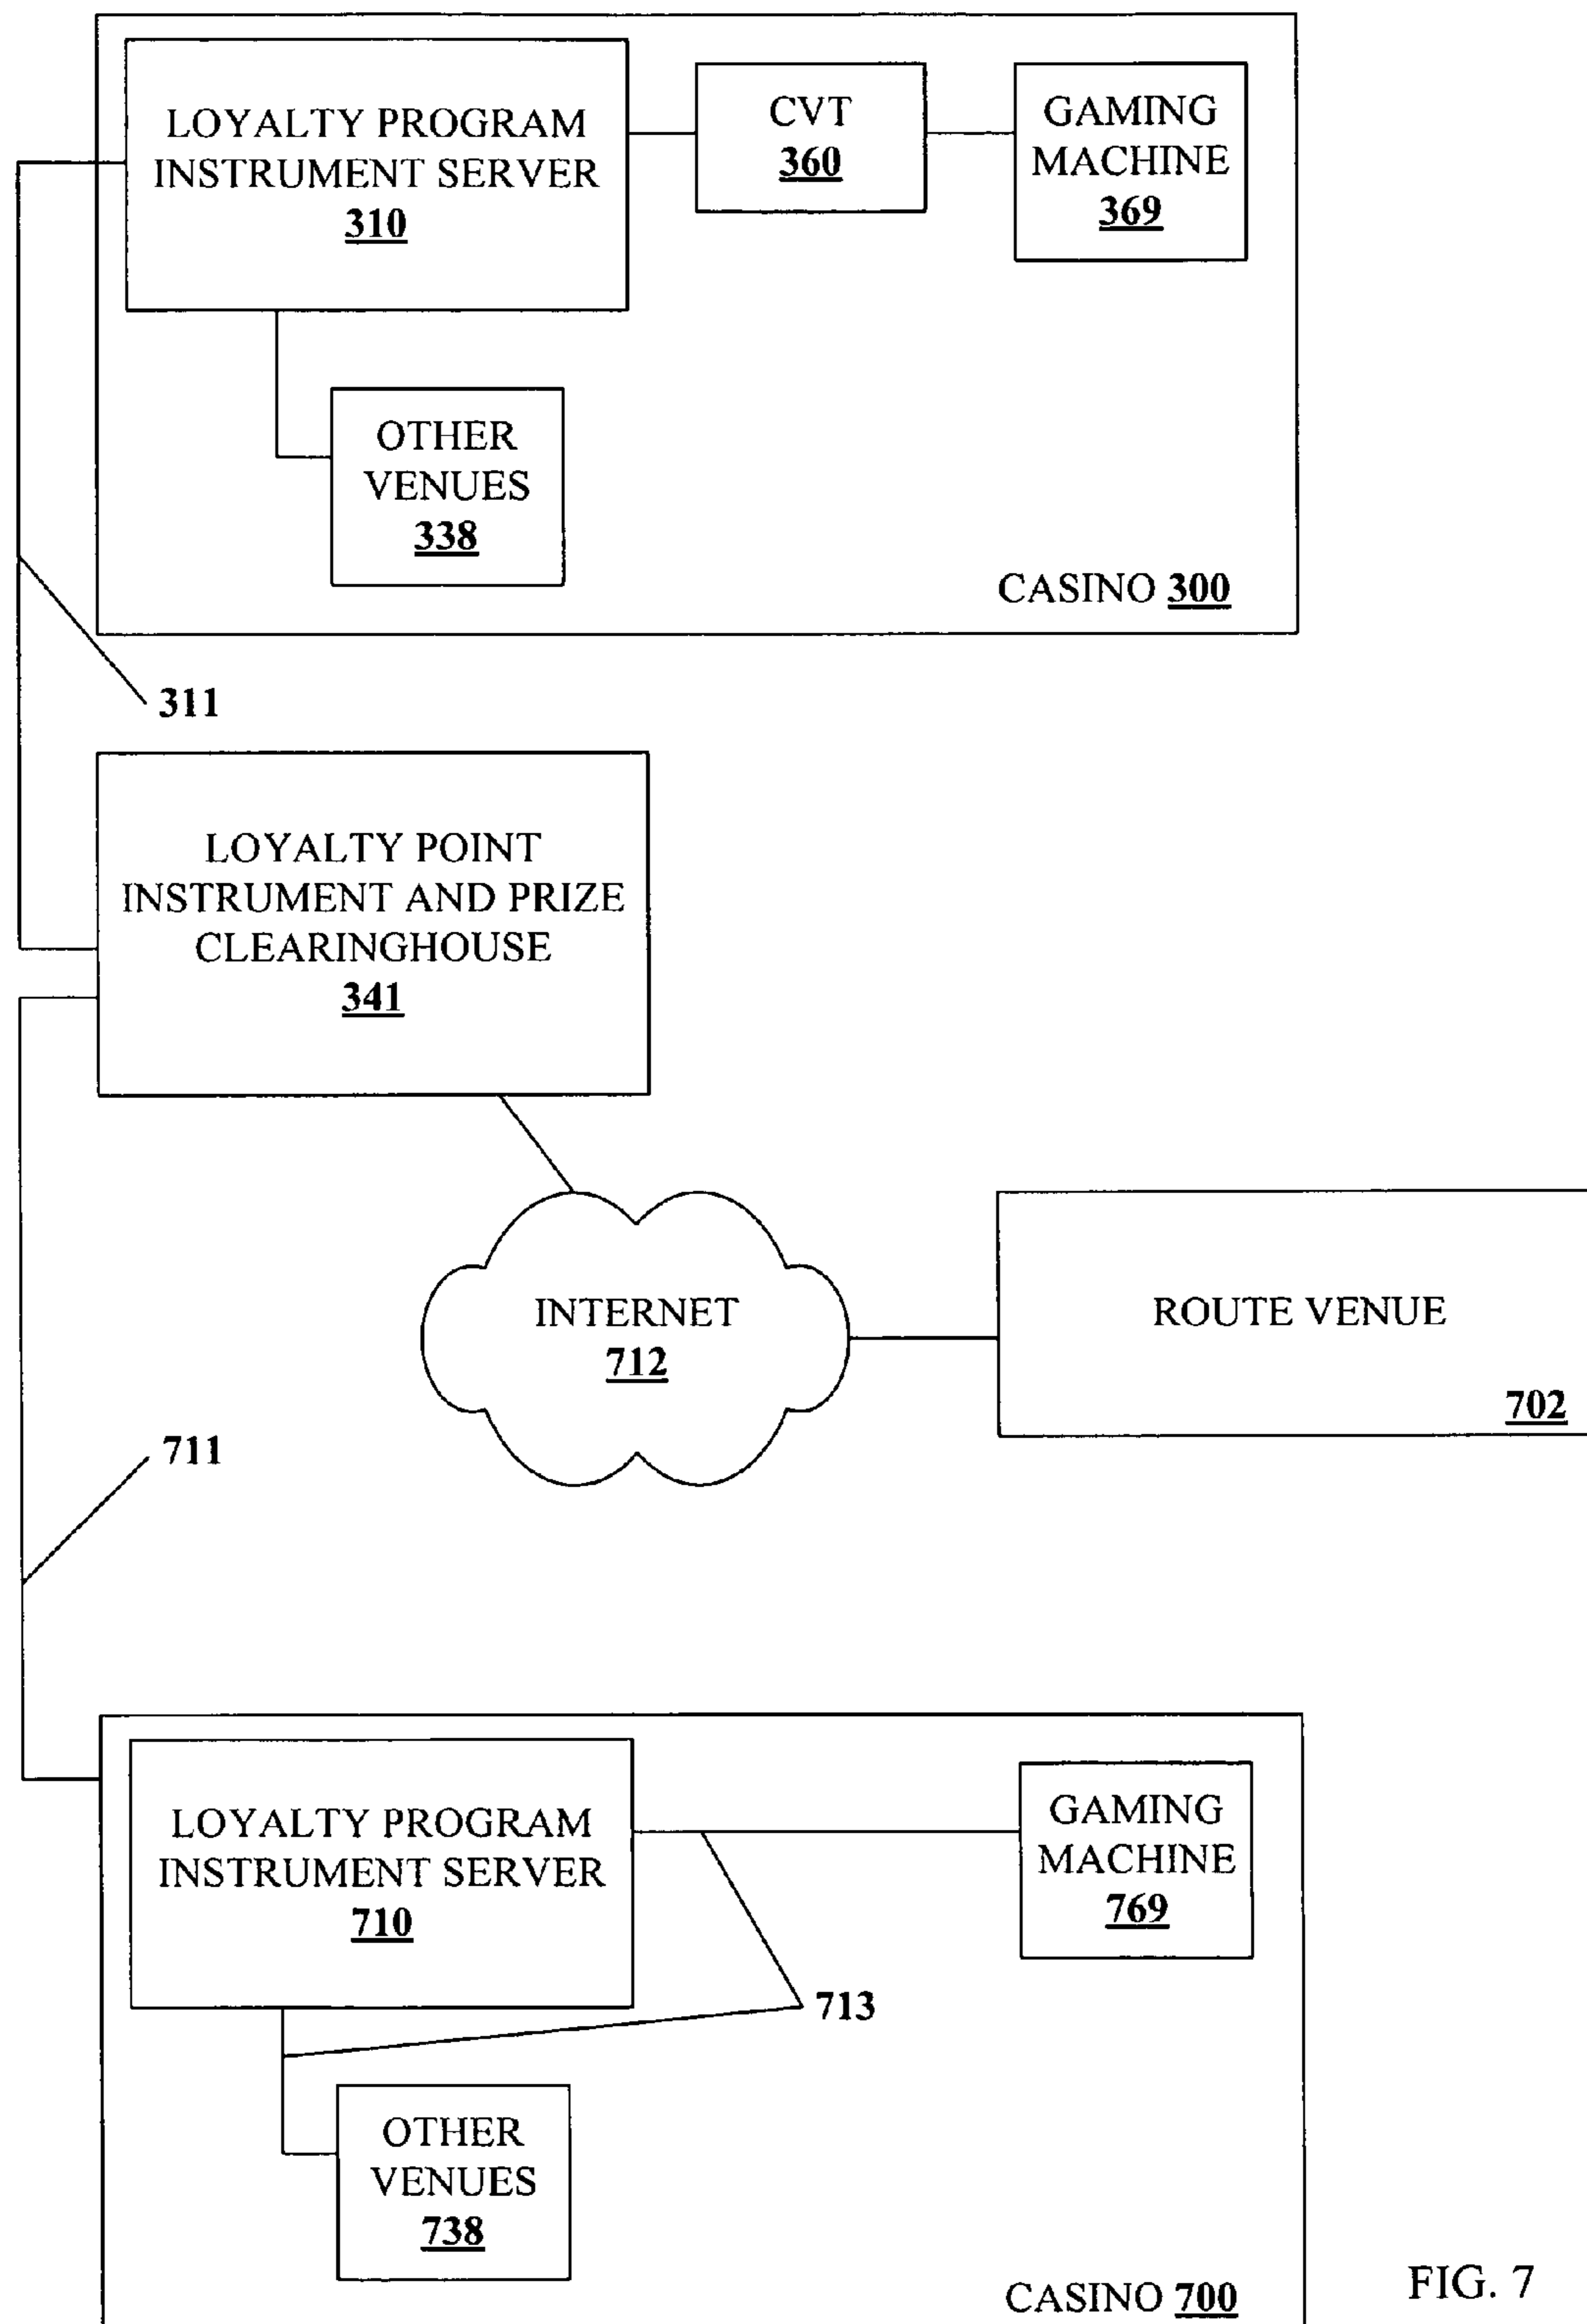 LOYALTY PROGRAM
INSTRUMENT SERVER
310
CVT
360
GAMING
MACHINE
369
OTHER
VENUES
338
CASINO 300
311
LOYALTY POINT
INSTRUMENT AND PRIZE
CLEARINGHOUSE
341
INTERNET
712
ROUTE VENUE
702
711
LOYALTY PROGRAM
INSTRUMENT SERVER
710
GAMING
MACHINE
769
713
OTHER
VENUES
738
CASINO 700
FIG. 7